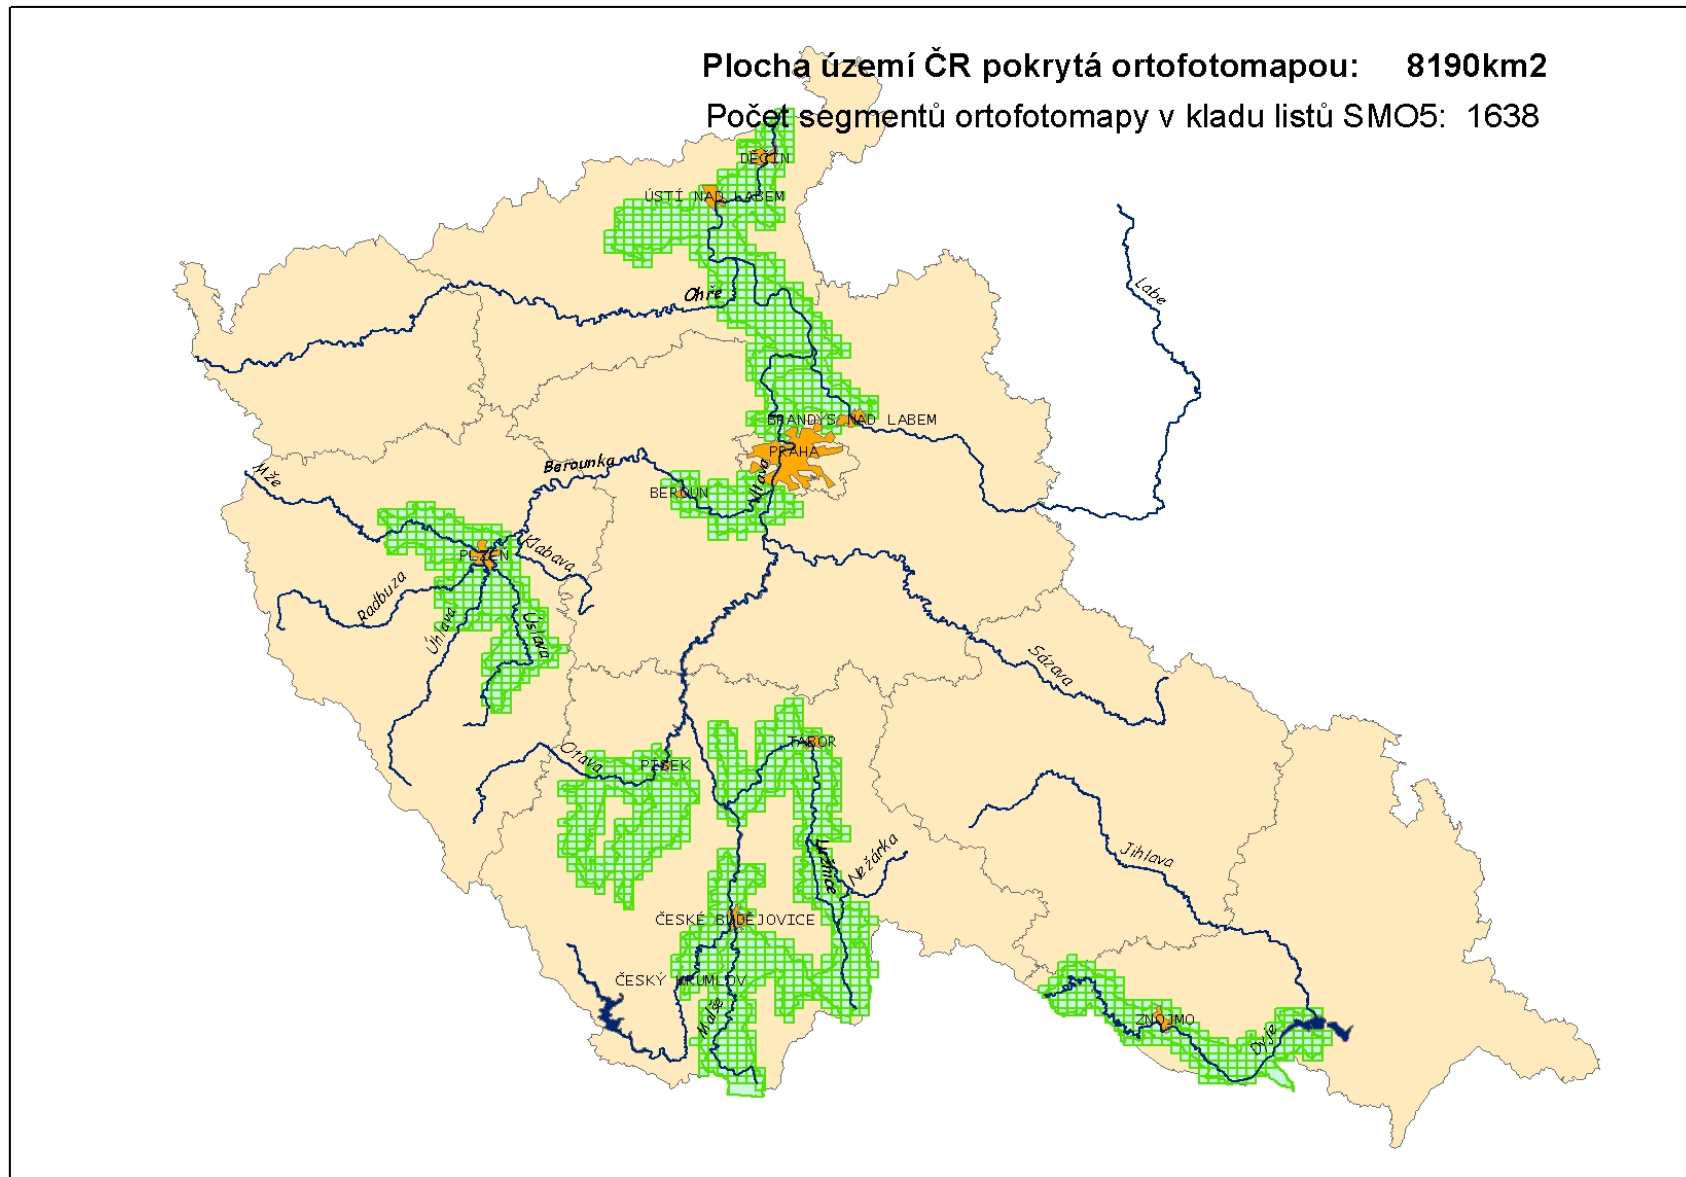 Plocha území ČR pokrytá ortofotomapou: 8190km2
Počet segmentů ortofotomapy v kladu listů SMO5: 1638
DĚČÍN
ÚSTÍ NAD LABEM
Labe
Ohře
BRANDÝS NAD LABEM
PRAHA
Mže
Berounka
Vltava
BEROUN
Klabava
PLZEŇ
Radbuza
Úhlava
Úslava
Sázava
TÁBOR
Otava
PÍSEK
Nežárka
Lužnice
Jihlava
ČESKÉ BUDĚJOVICE
ČESKÝ KRUMLOV
Malše
ZNOJMO
Dyje